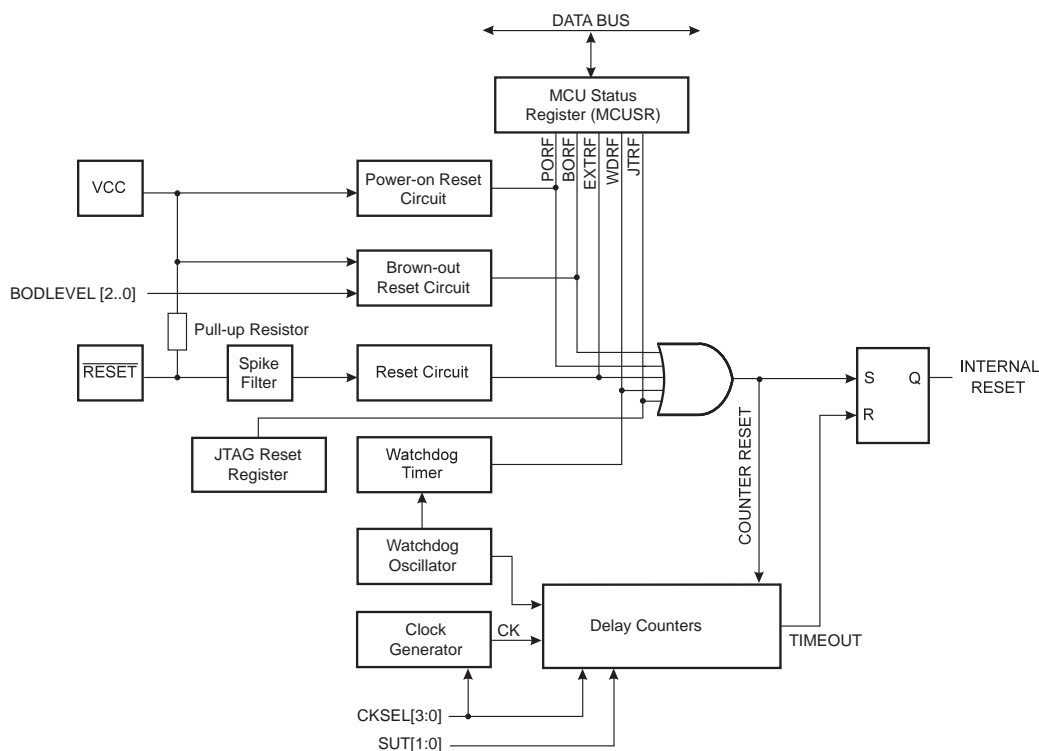 DATA BUS
MCU Status
Register (MCUSR)
PORF
BORF
EXTRF
WDRF
JTRF
VCC
Power-on Reset
Circuit
Brown-out
Reset Circuit
BODLEVEL [2..0]
Pull-up Resistor
RESET
Spike
Filter
Reset Circuit
S
Q
INTERNAL
RESET
R
JTAG Reset
Register
Watchdog
Timer
COUNTER RESET
Watchdog
Oscillator
Clock
Generator
CK
Delay Counters
TIMEOUT
CKSEL[3:0]
SUT[1:0]